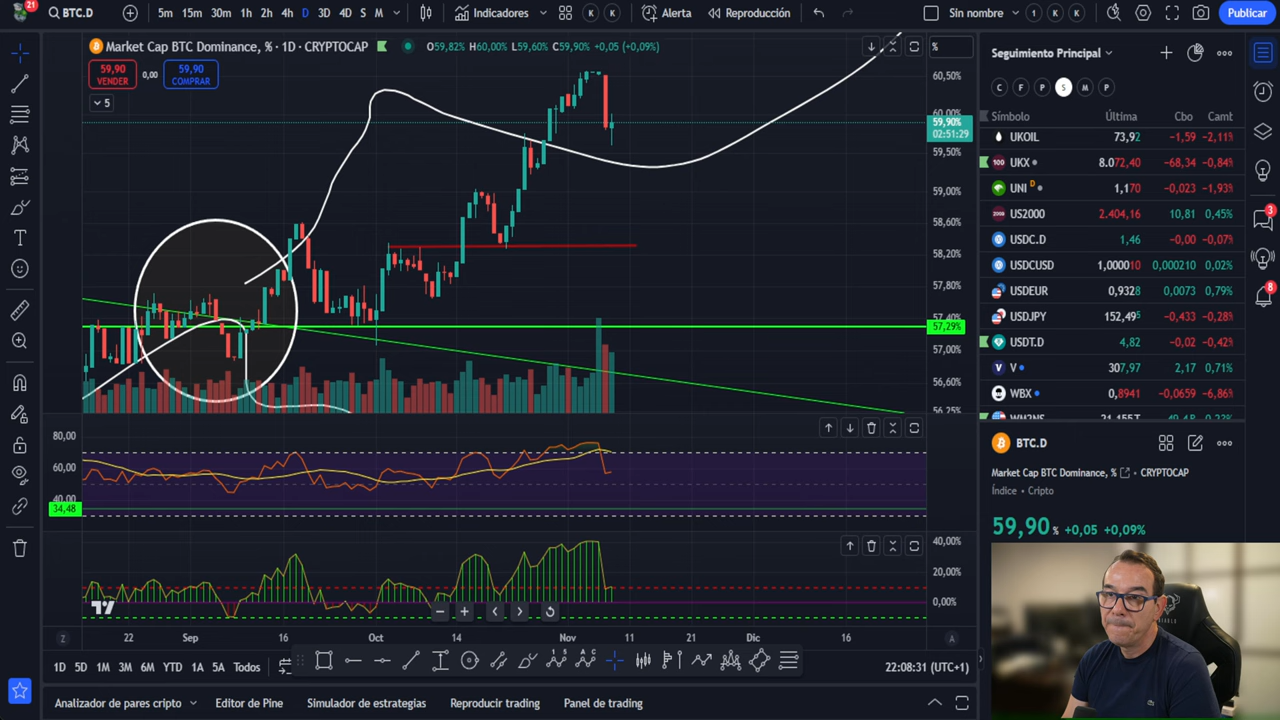 21
BTC.D
5m 15m 30m 1h 2h 4h D 3D 4D S M
Indicadores
K K
Alerta
Reproducción
Sin nombre
1 K K
Publicar
Market Cap BTC Dominance, % · 1D · CRYPTOCAP
O59,82% H60,00% L59,60% C59,90% +0,05 (+0,09%)
%
59,90
VENDER
0,00
59,90
COMPRAR
5
60,50%
60,00%
59,90%
02:51:29
59,50%
59,00%
58,60%
58,20%
57,80%
57,40%
57,29%
57,00%
56,60%
56,25%
80,00
60,00
40,00
34,48
40,00%
20,00%
0,00%
Z
22 Sep 16 Oct 14 Nov 11 21 Dic 16
A
1D 5D 1M 3M 6M YTD 1A 5A Todos
22:08:31 (UTC+1)
Analizador de pares cripto
Editor de Pine
Simulador de estrategias
Reproducir trading
Panel de trading
Seguimiento Principal
C F P S M P
Símbolo Última Cbo Camt
UKOIL 73,92 −1,59 −2,11%
UKX 8.072,40 −68,34 −0,84%
UNI D 1,170 −0,023 −1,93%
US2000 2.404,16 10,81 0,45%
USDC.D 1,46 −0,00 −0,07%
USDCUSD 1,000010 0,000210 0,02%
USDEUR 0,9328 0,0073 0,79%
USDJPY 152,495 −0,433 −0,28%
USDT.D 4,82 −0,02 −0,42%
V 307,97 2,17 0,71%
WBX 0,8941 −0,0659 −6,86%
BTC.D
Market Cap BTC Dominance, % · CRYPTOCAP
Índice · Cripto
59,90 % +0,05 +0,09%
3
8